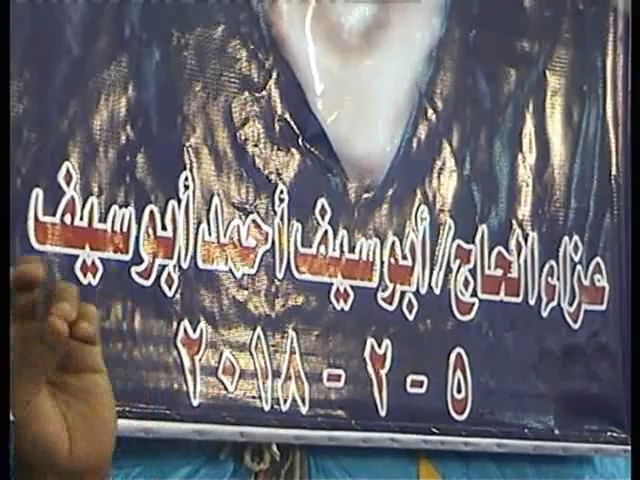 عزاء الحاج / أبو سيف أحمد أبو سيف
٥ - ٢ - ٢٠١٨